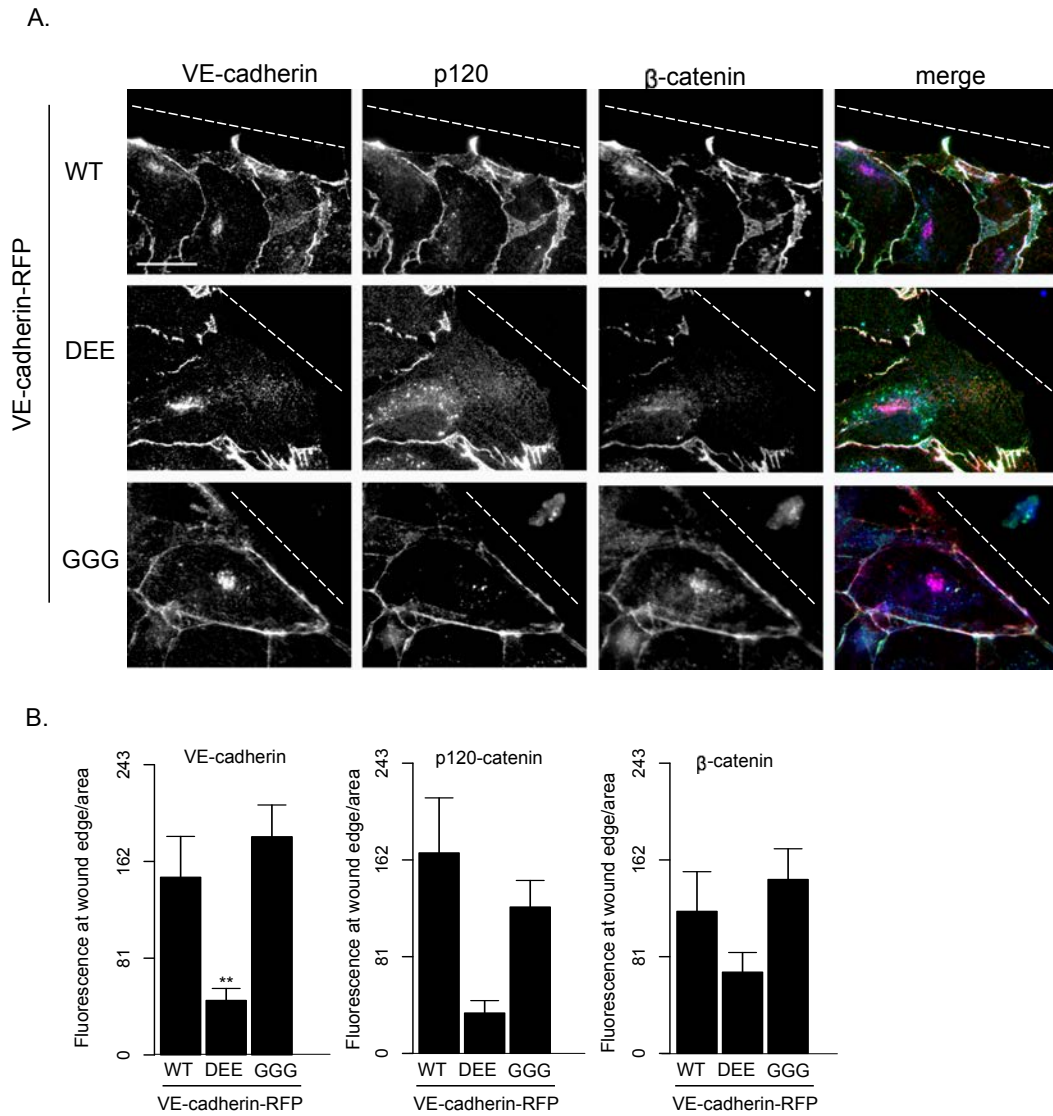 A.
VE-cadherin p120 β-catenin merge
VE-cadherin-RFP
WT
DEE
GGG
B.
VE-cadherin p120-catenin β-catenin
Fluorescence at wound edge/area
0 81 162 243
**
WT DEE GGG
VE-cadherin-RFP
Fluorescence at wound edge/area
0 81 162 243
WT DEE GGG
VE-cadherin-RFP
Fluorescence at wound edge/area
0 81 162 243
WT DEE GGG
VE-cadherin-RFP